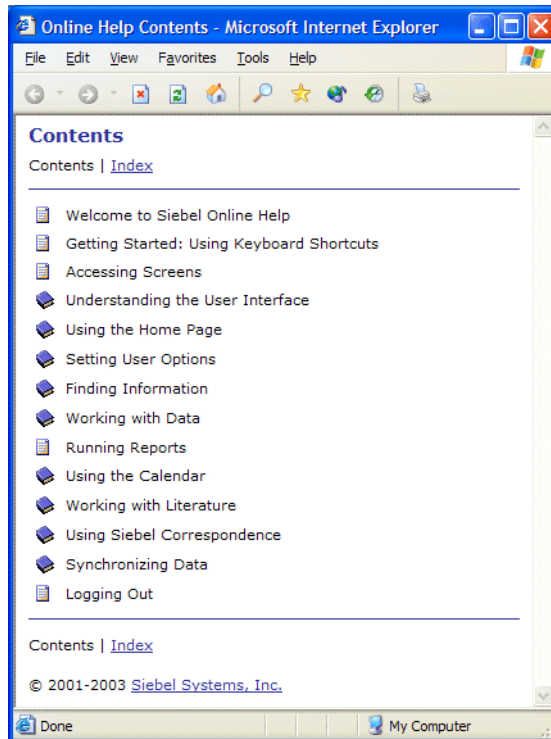 Online Help Contents - Microsoft Internet Explorer
File Edit View Favorites Tools Help
Contents
Contents | Index
Welcome to Siebel Online Help
Getting Started: Using Keyboard Shortcuts
Accessing Screens
Understanding the User Interface
Using the Home Page
Setting User Options
Finding Information
Working with Data
Running Reports
Using the Calendar
Working with Literature
Using Siebel Correspondence
Synchronizing Data
Logging Out
Contents | Index
© 2001-2003 Siebel Systems, Inc.
Done My Computer